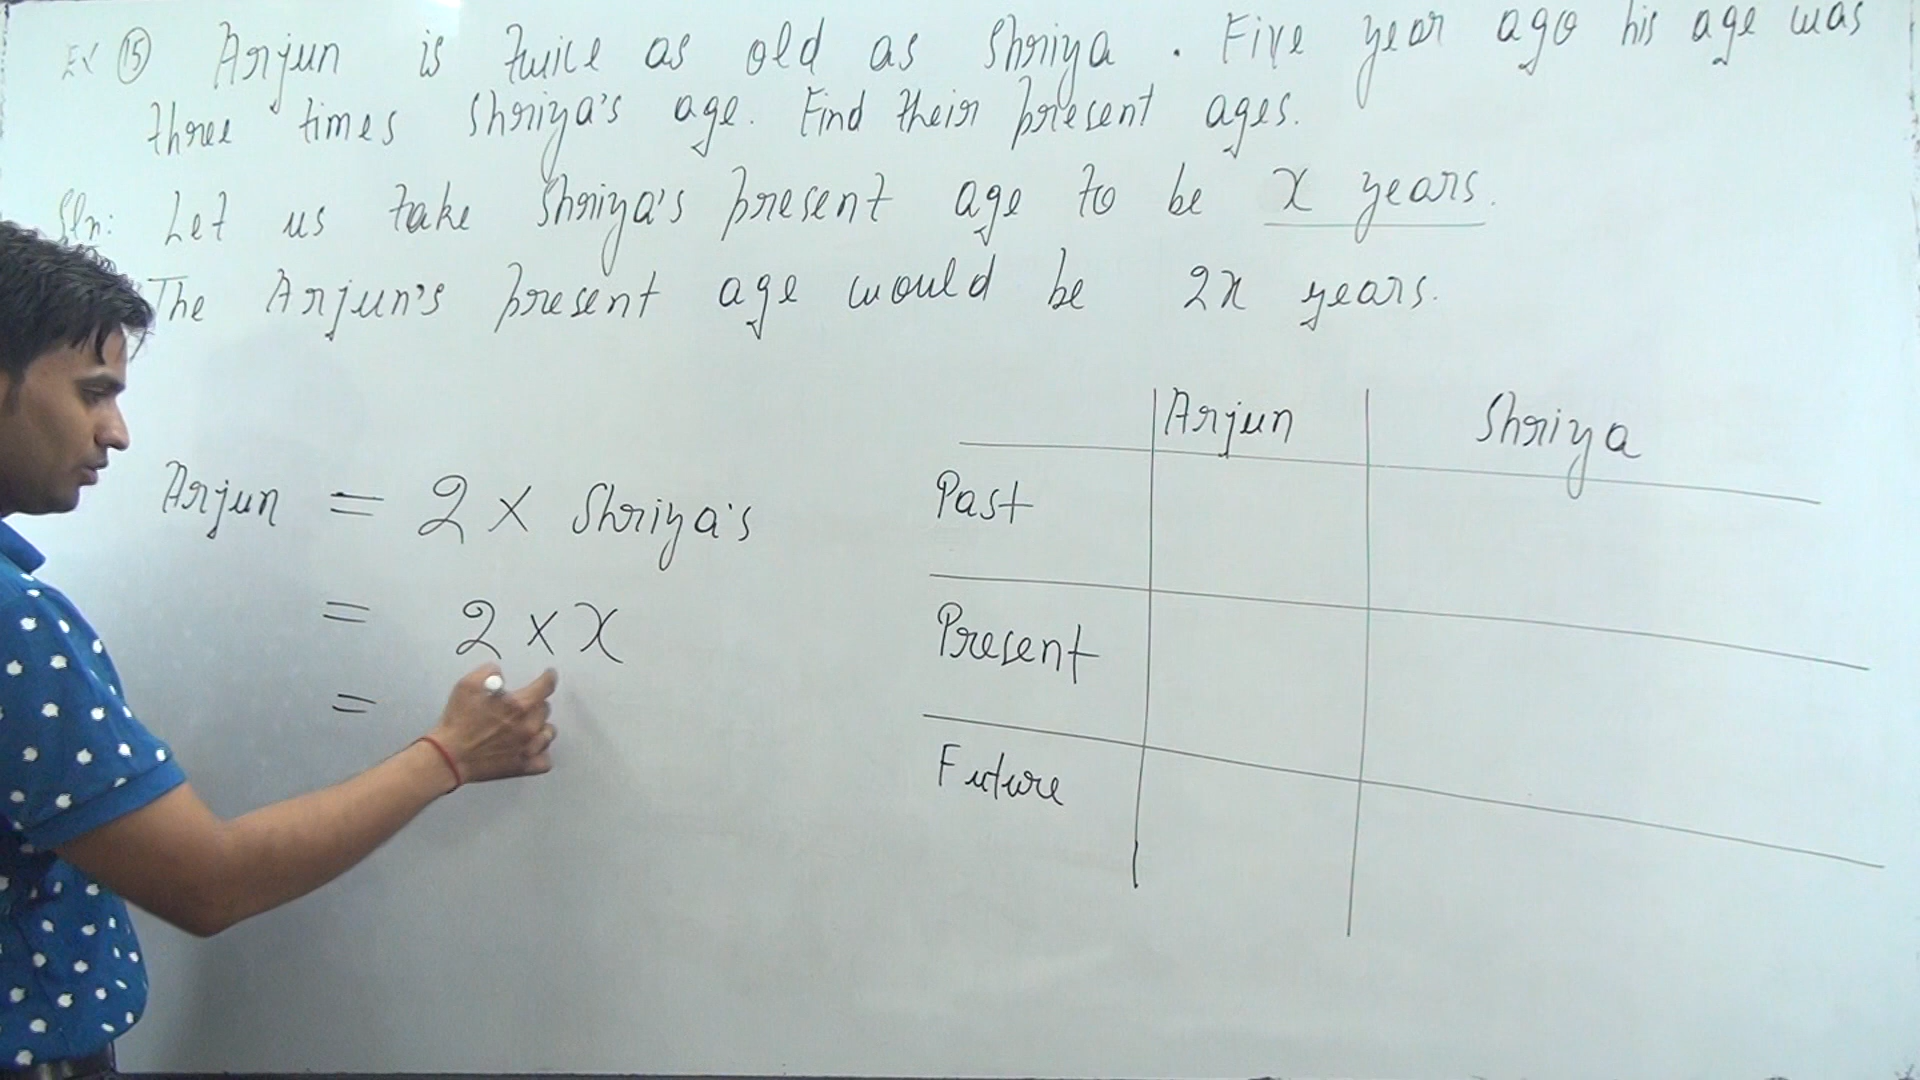 Ex (15) Arjun is twice as old as Shriya. Five year ago his age was
three times Shriya's age. Find their present ages.
Sln: Let us take Shriya's present age to be x years.
The Arjun's present age would be 2x years.
Arjun = 2 × Shriya's
= 2 × x
=
Arjun Shriya
Past
Present
Future